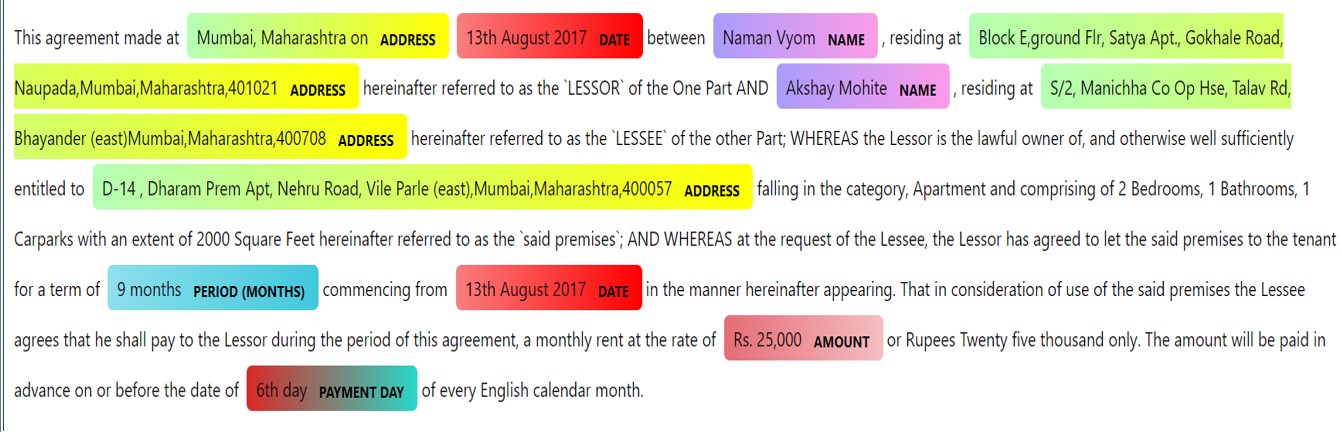 This agreement made at Mumbai, Maharashtra on ADDRESS 13th August 2017 DATE between Naman Vyom NAME , residing at Block E,ground Flr, Satya Apt., Gokhale Road,
Naupada,Mumbai,Maharashtra,401021 ADDRESS hereinafter referred to as the `LESSOR` of the One Part AND Akshay Mohite NAME , residing at S/2, Manichha Co Op Hse, Talav Rd,
Bhayander (east)Mumbai,Maharashtra,400708 ADDRESS hereinafter referred to as the `LESSEE` of the other Part; WHEREAS the Lessor is the lawful owner of, and otherwise well sufficiently
entitled to D-14 , Dharam Prem Apt, Nehru Road, Vile Parle (east),Mumbai,Maharashtra,400057 ADDRESS falling in the category, Apartment and comprising of 2 Bedrooms, 1 Bathrooms, 1
Carparks with an extent of 2000 Square Feet hereinafter referred to as the `said premises`; AND WHEREAS at the request of the Lessee, the Lessor has agreed to let the said premises to the tenant
for a term of 9 months PERIOD (MONTHS) commencing from 13th August 2017 DATE in the manner hereinafter appearing. That in consideration of use of the said premises the Lessee
agrees that he shall pay to the Lessor during the period of this agreement, a monthly rent at the rate of Rs. 25,000 AMOUNT or Rupees Twenty five thousand only. The amount will be paid in
advance on or before the date of 6th day PAYMENT DAY of every English calendar month.